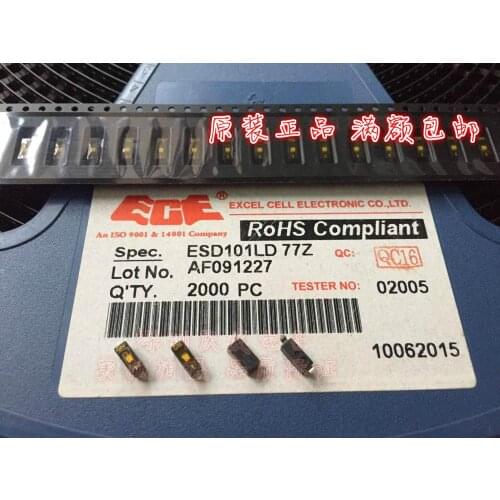 原装正品 满额包邮
ECE®
EXCEL CELL ELECTRONIC CO.,LTD.
An ISO 9001 & 14001 Company
RoHS Compliant
Spec. ESD101LD 77Z QC: QC16
Lot No. AF091227
Q'TY. 2000 PC TESTER NO: 02005
10062015